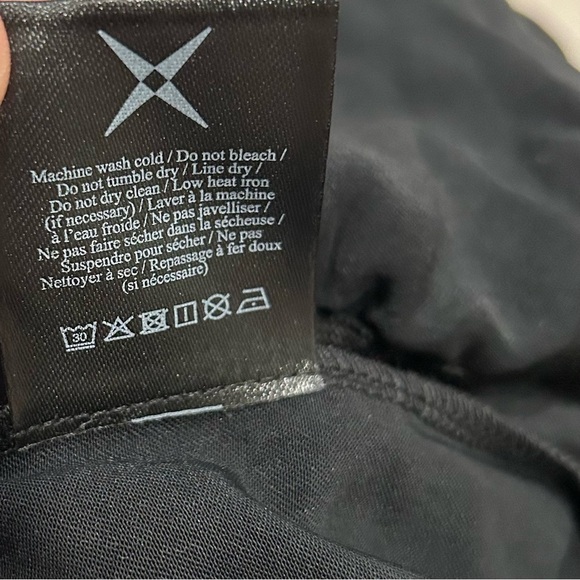 Machine wash cold / Do not bleach /
Do not tumble dry / Line dry /
Do not dry clean / Low heat iron
(if necessary) / Laver à la machine
à l'eau froide / Ne pas javelliser /
Ne pas faire sécher dans la sécheuse /
Suspendre pour sécher / Ne pas
Nettoyer à sec / Repassage à fer doux
(si nécessaire)
30